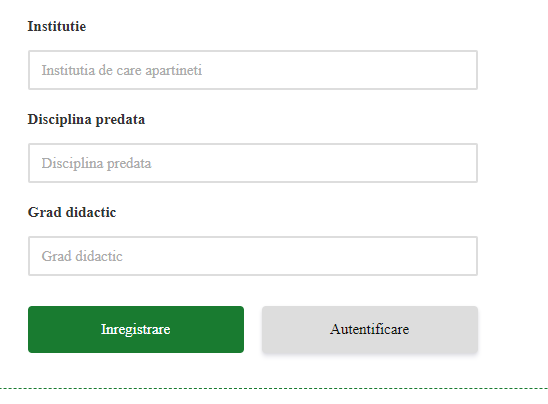 Institutie
Institutia de care apartineti
Disciplina predata
Disciplina predata
Grad didactic
Grad didactic
Inregistrare
Autentificare